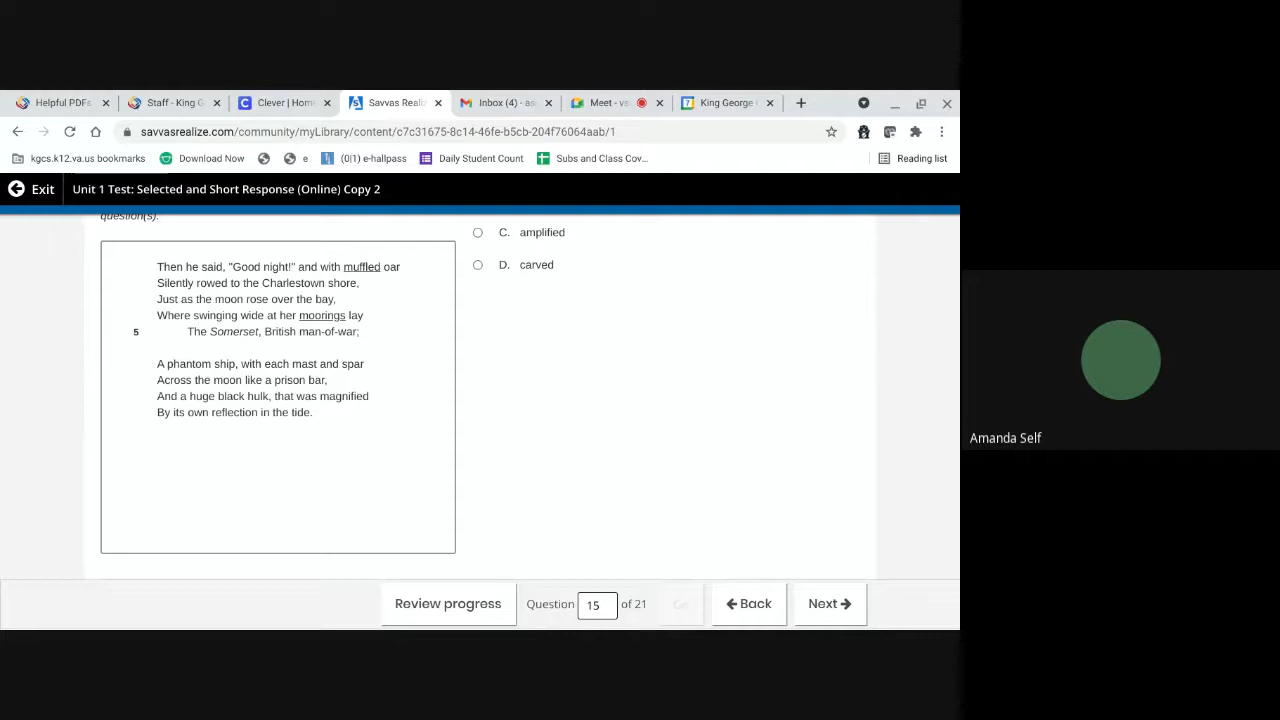 Helpful PDFs
Staff - King G
Clever | Hom
Savvas Realiz
Inbox (4) - as
Meet - vs
King George C
savvasrealize.com/community/myLibrary/content/c7c31675-8c14-46fe-b5cb-204f76064aab/1
kgcs.k12.va.us bookmarks
Download Now
e
(0|1) e-hallpass
Daily Student Count
Subs and Class Cov...
Reading list
Exit
Unit 1 Test: Selected and Short Response (Online) Copy 2
question(s).
C. amplified
D. carved
Then he said, "Good night!" and with muffled oar
Silently rowed to the Charlestown shore,
Just as the moon rose over the bay,
Where swinging wide at her moorings lay
5 The Somerset, British man-of-war;
A phantom ship, with each mast and spar
Across the moon like a prison bar,
And a huge black hulk, that was magnified
By its own reflection in the tide.
Amanda Self
Review progress
Question 15 of 21
Go
Back
Next